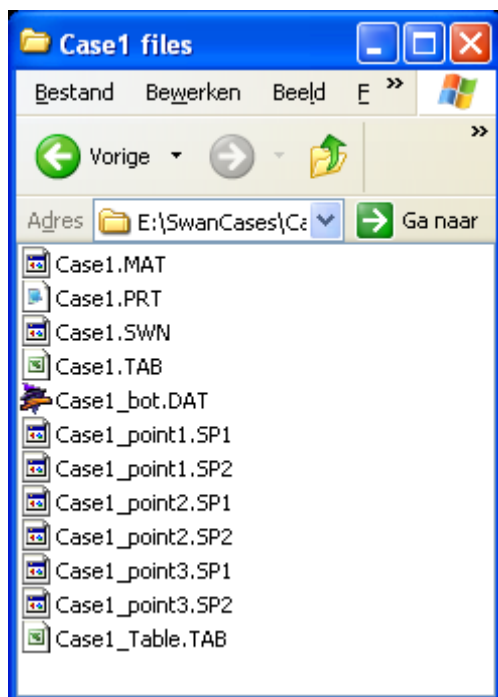 Case1 files
Bestand Bewerken Beeld F »
Vorige »
Adres E:\SwanCases\Ca Ga naar
Case1.MAT
Case1.PRT
Case1.SWN
Case1.TAB
Case1_bot.DAT
Case1_point1.SP1
Case1_point1.SP2
Case1_point2.SP1
Case1_point2.SP2
Case1_point3.SP1
Case1_point3.SP2
Case1_Table.TAB